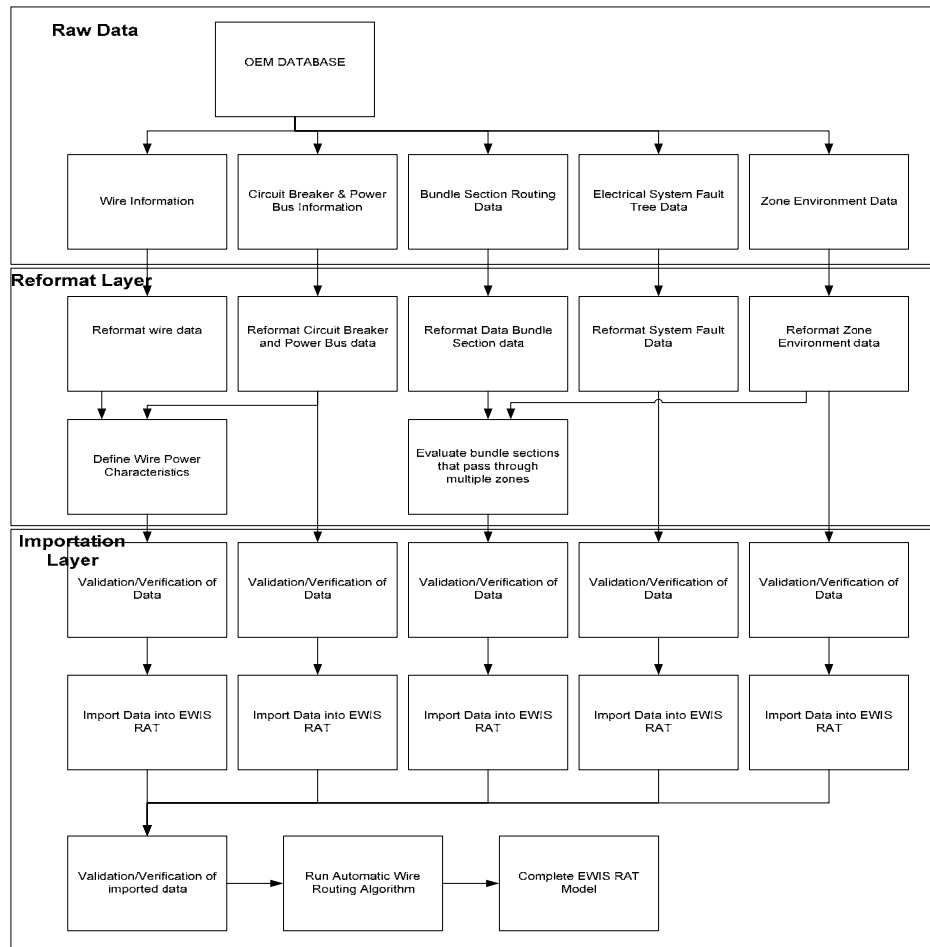 Raw Data
OEM DATABASE
Wire Information
Circuit Breaker & Power
Bus Information
Bundle Section Routing
Data
Electrical System Fault
Tree Data
Zone Environment Data
Reformat Layer
Reformat wire data
Reformat Circuit Breaker
and Power Bus data
Reformat Data Bundle
Section data
Reformat System Fault
Data
Reformat Zone
Environment data
Define Wire Power
Characteristics
Evaluate bundle sections
that pass through
multiple zones
Importation
Layer
Validation/Verification of
Data
Validation/Verification of
Data
Validation/Verification of
Data
Validation/Verification of
Data
Validation/Verification of
Data
Import Data into EWIS
RAT
Import Data into EWIS
RAT
Import Data into EWIS
RAT
Import Data into EWIS
RAT
Import Data into EWIS
RAT
Validation/Verification of
imported data
Run Automatic Wire
Routing Algorithm
Complete EWIS RAT
Model